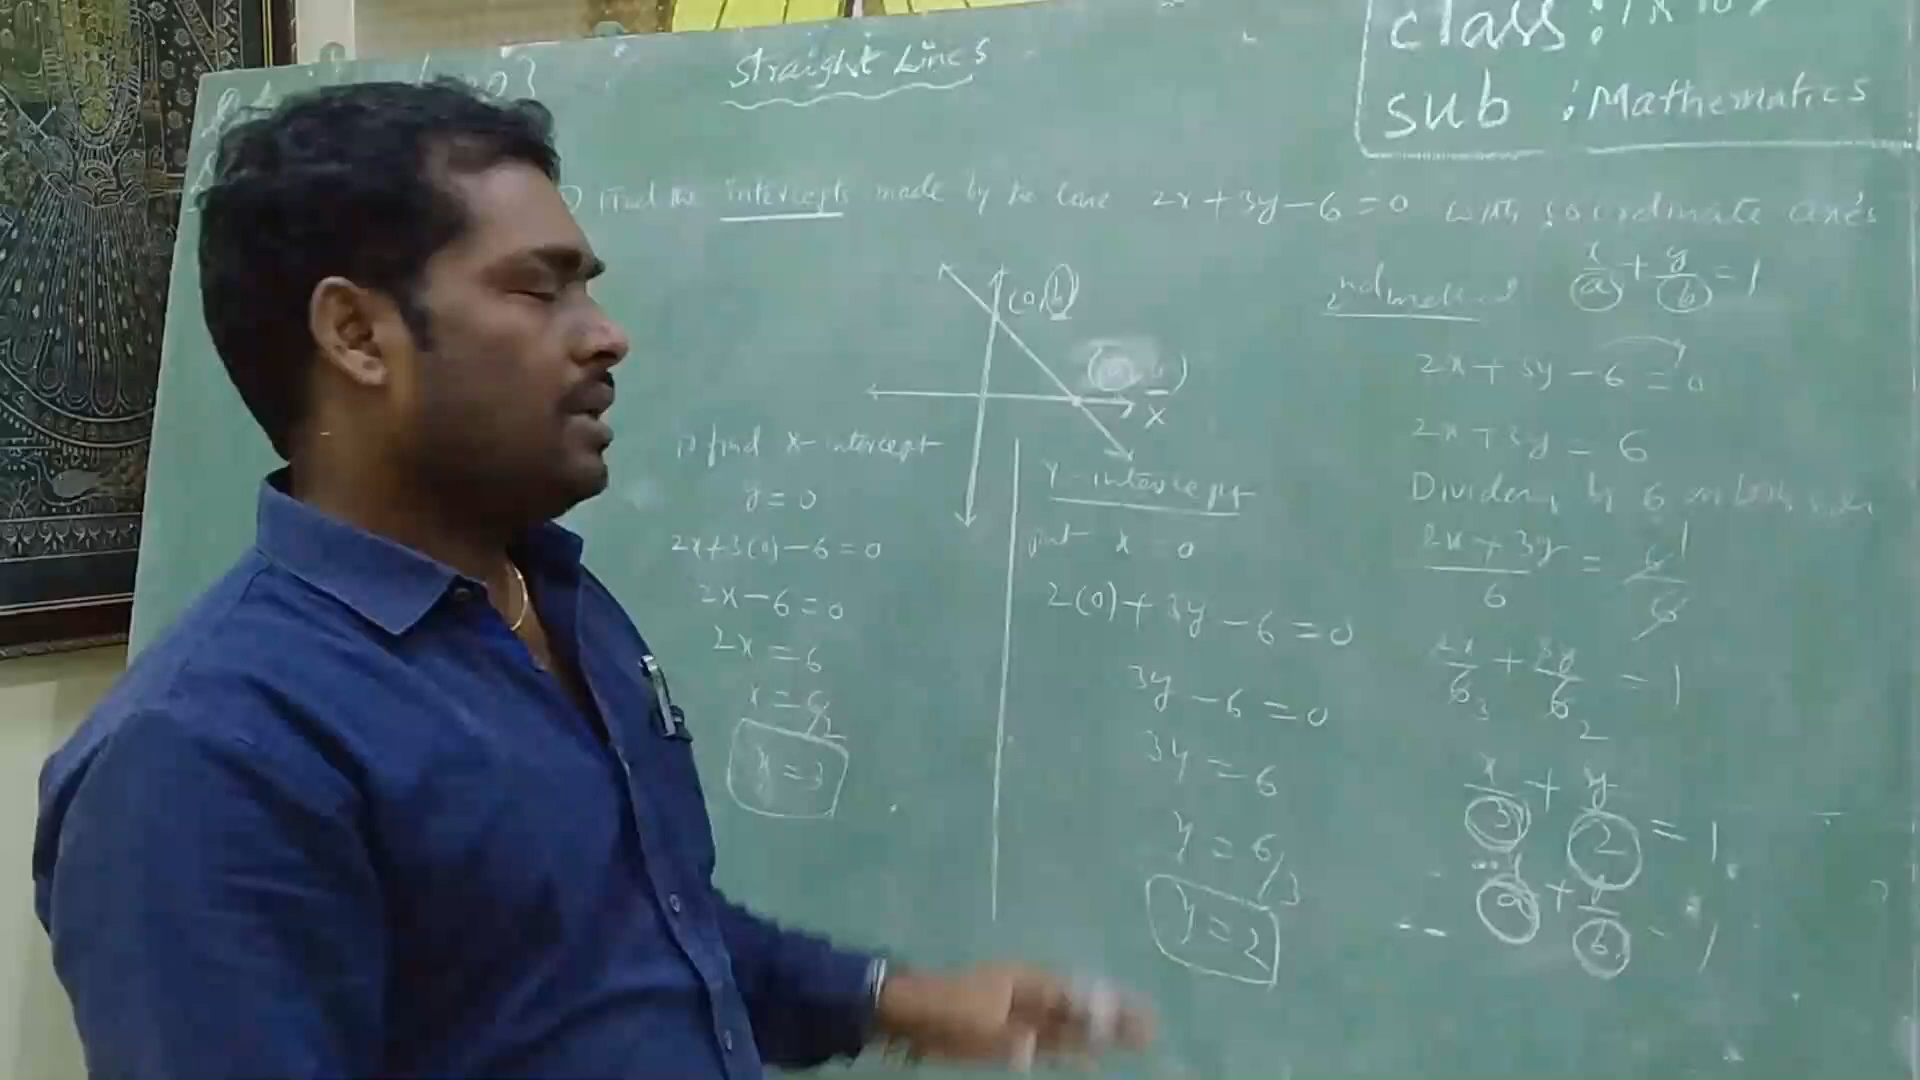 Straight Lines
class :
sub : Mathematics
Find the intercepts made by the line 2x + 3y - 6 = 0 with coordinate axes
(0, b)
X
2nd method
x/a + y/b = 1
2x + 3y - 6 = 0
2x + 3y = 6
Dividing by 6 on both sides
2x + 3y / 6 = 6/6 1
2x/6 3 + 3y/6 2 = 1
x/3 + y/2 = 1
x/a + y/b = 1
find x-intercept
y = 0
2x + 3(0) - 6 = 0
2x - 6 = 0
2x = 6
x = 6/2
x = 3
Y-intercept
put x = 0
2(0) + 3y - 6 = 0
3y - 6 = 0
3y = 6
y = 6/3
y = 2